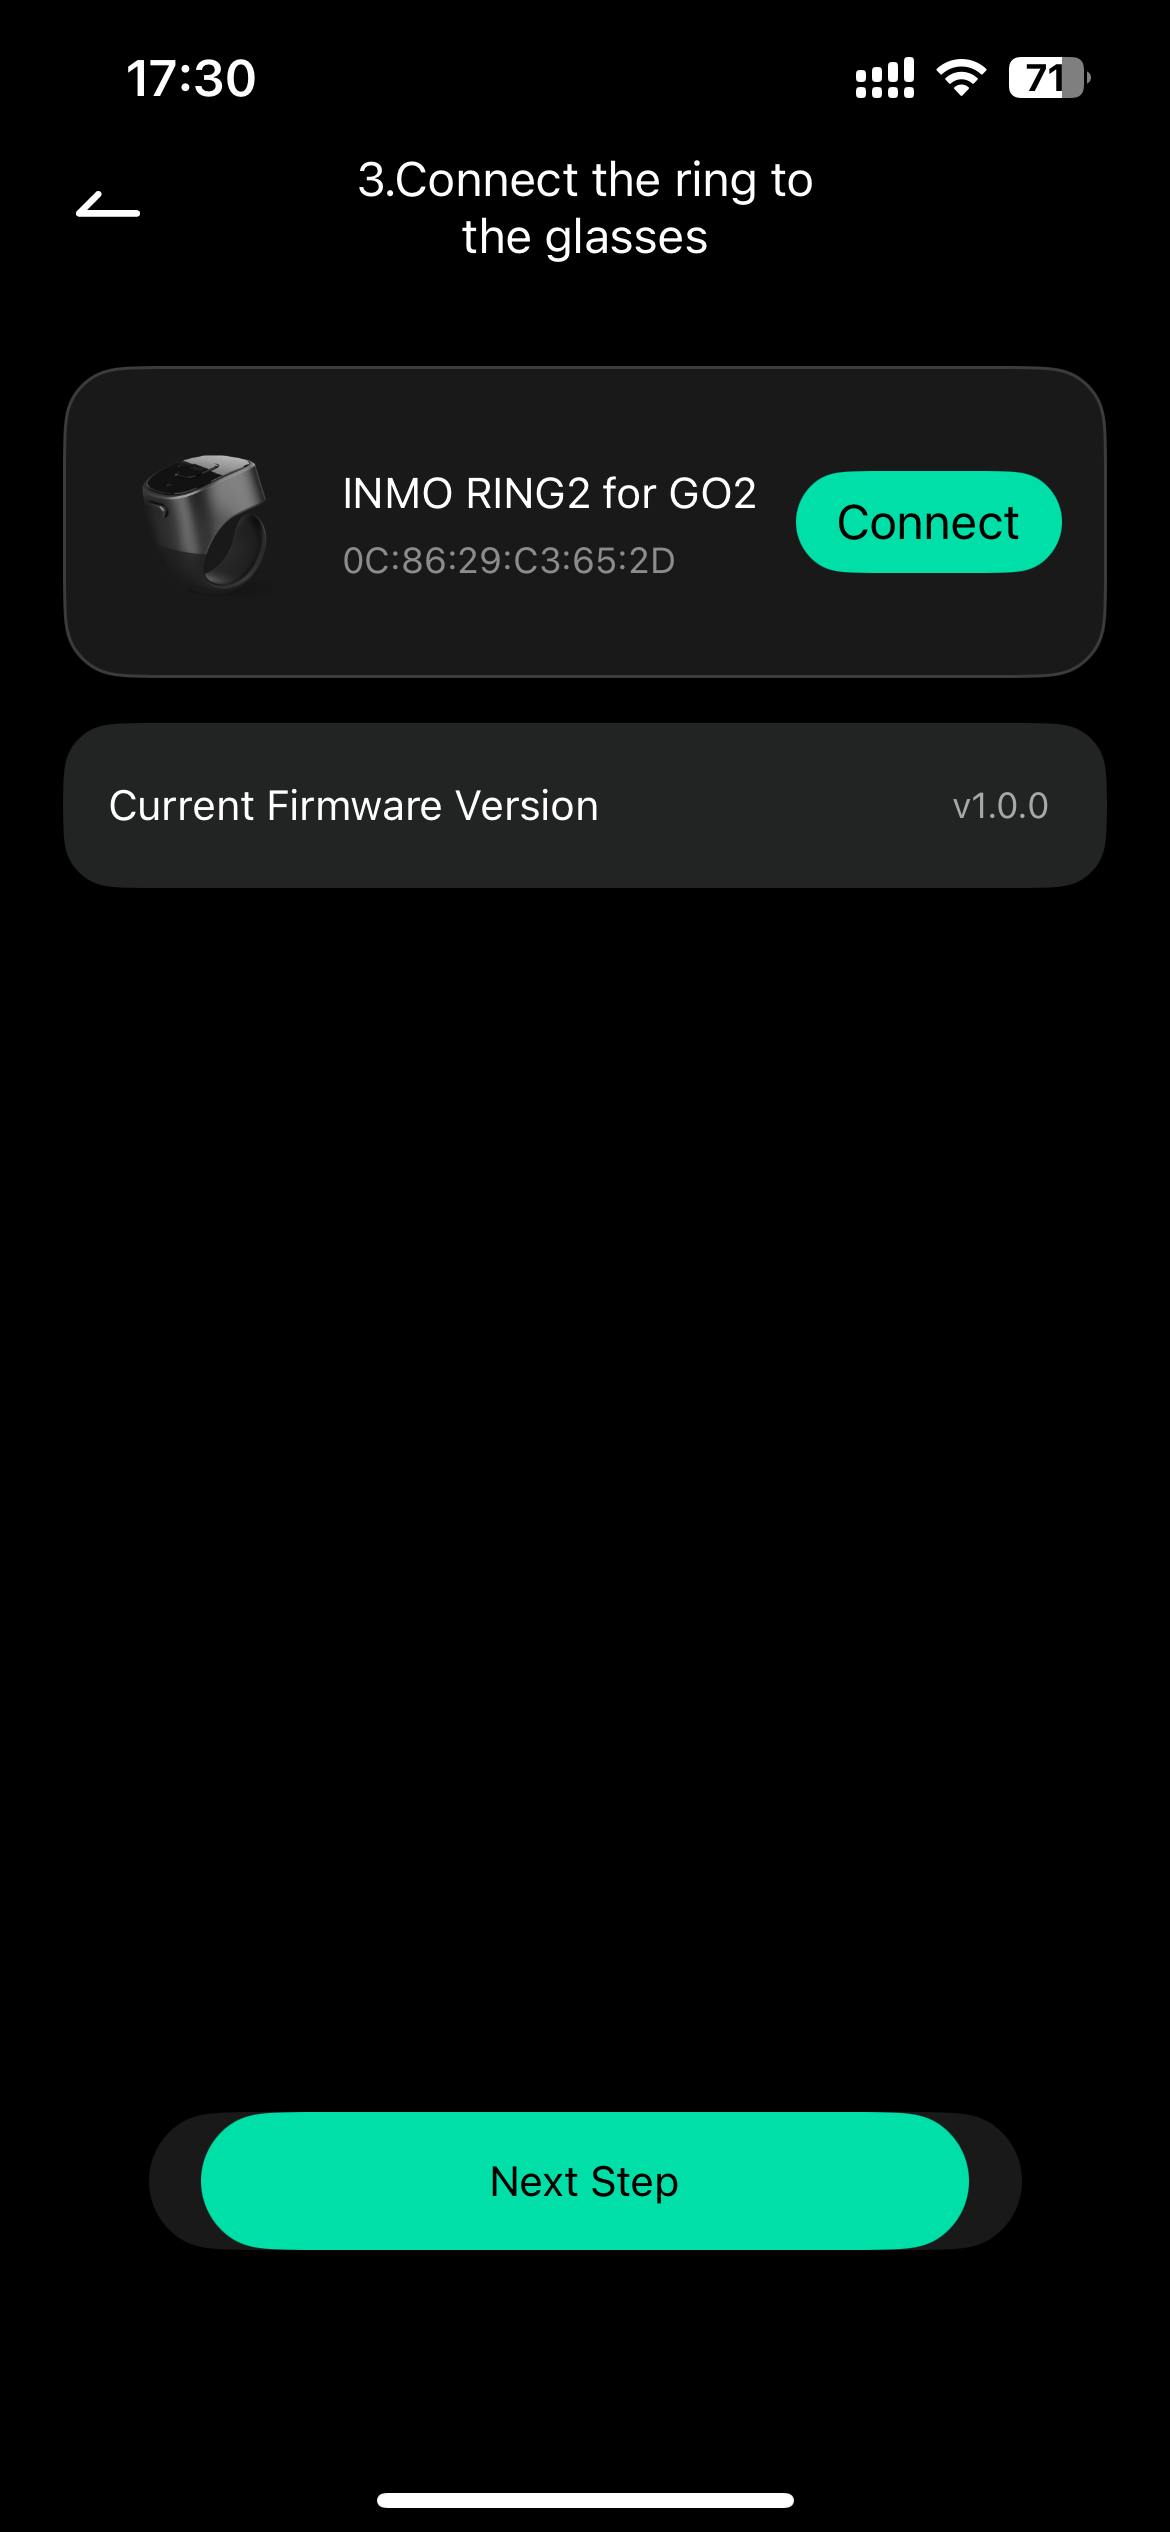 17:30
71
3.Connect the ring to
the glasses
INMO RING2 for GO2
0C:86:29:C3:65:2D
Connect
Current Firmware Version
v1.0.0
Next Step